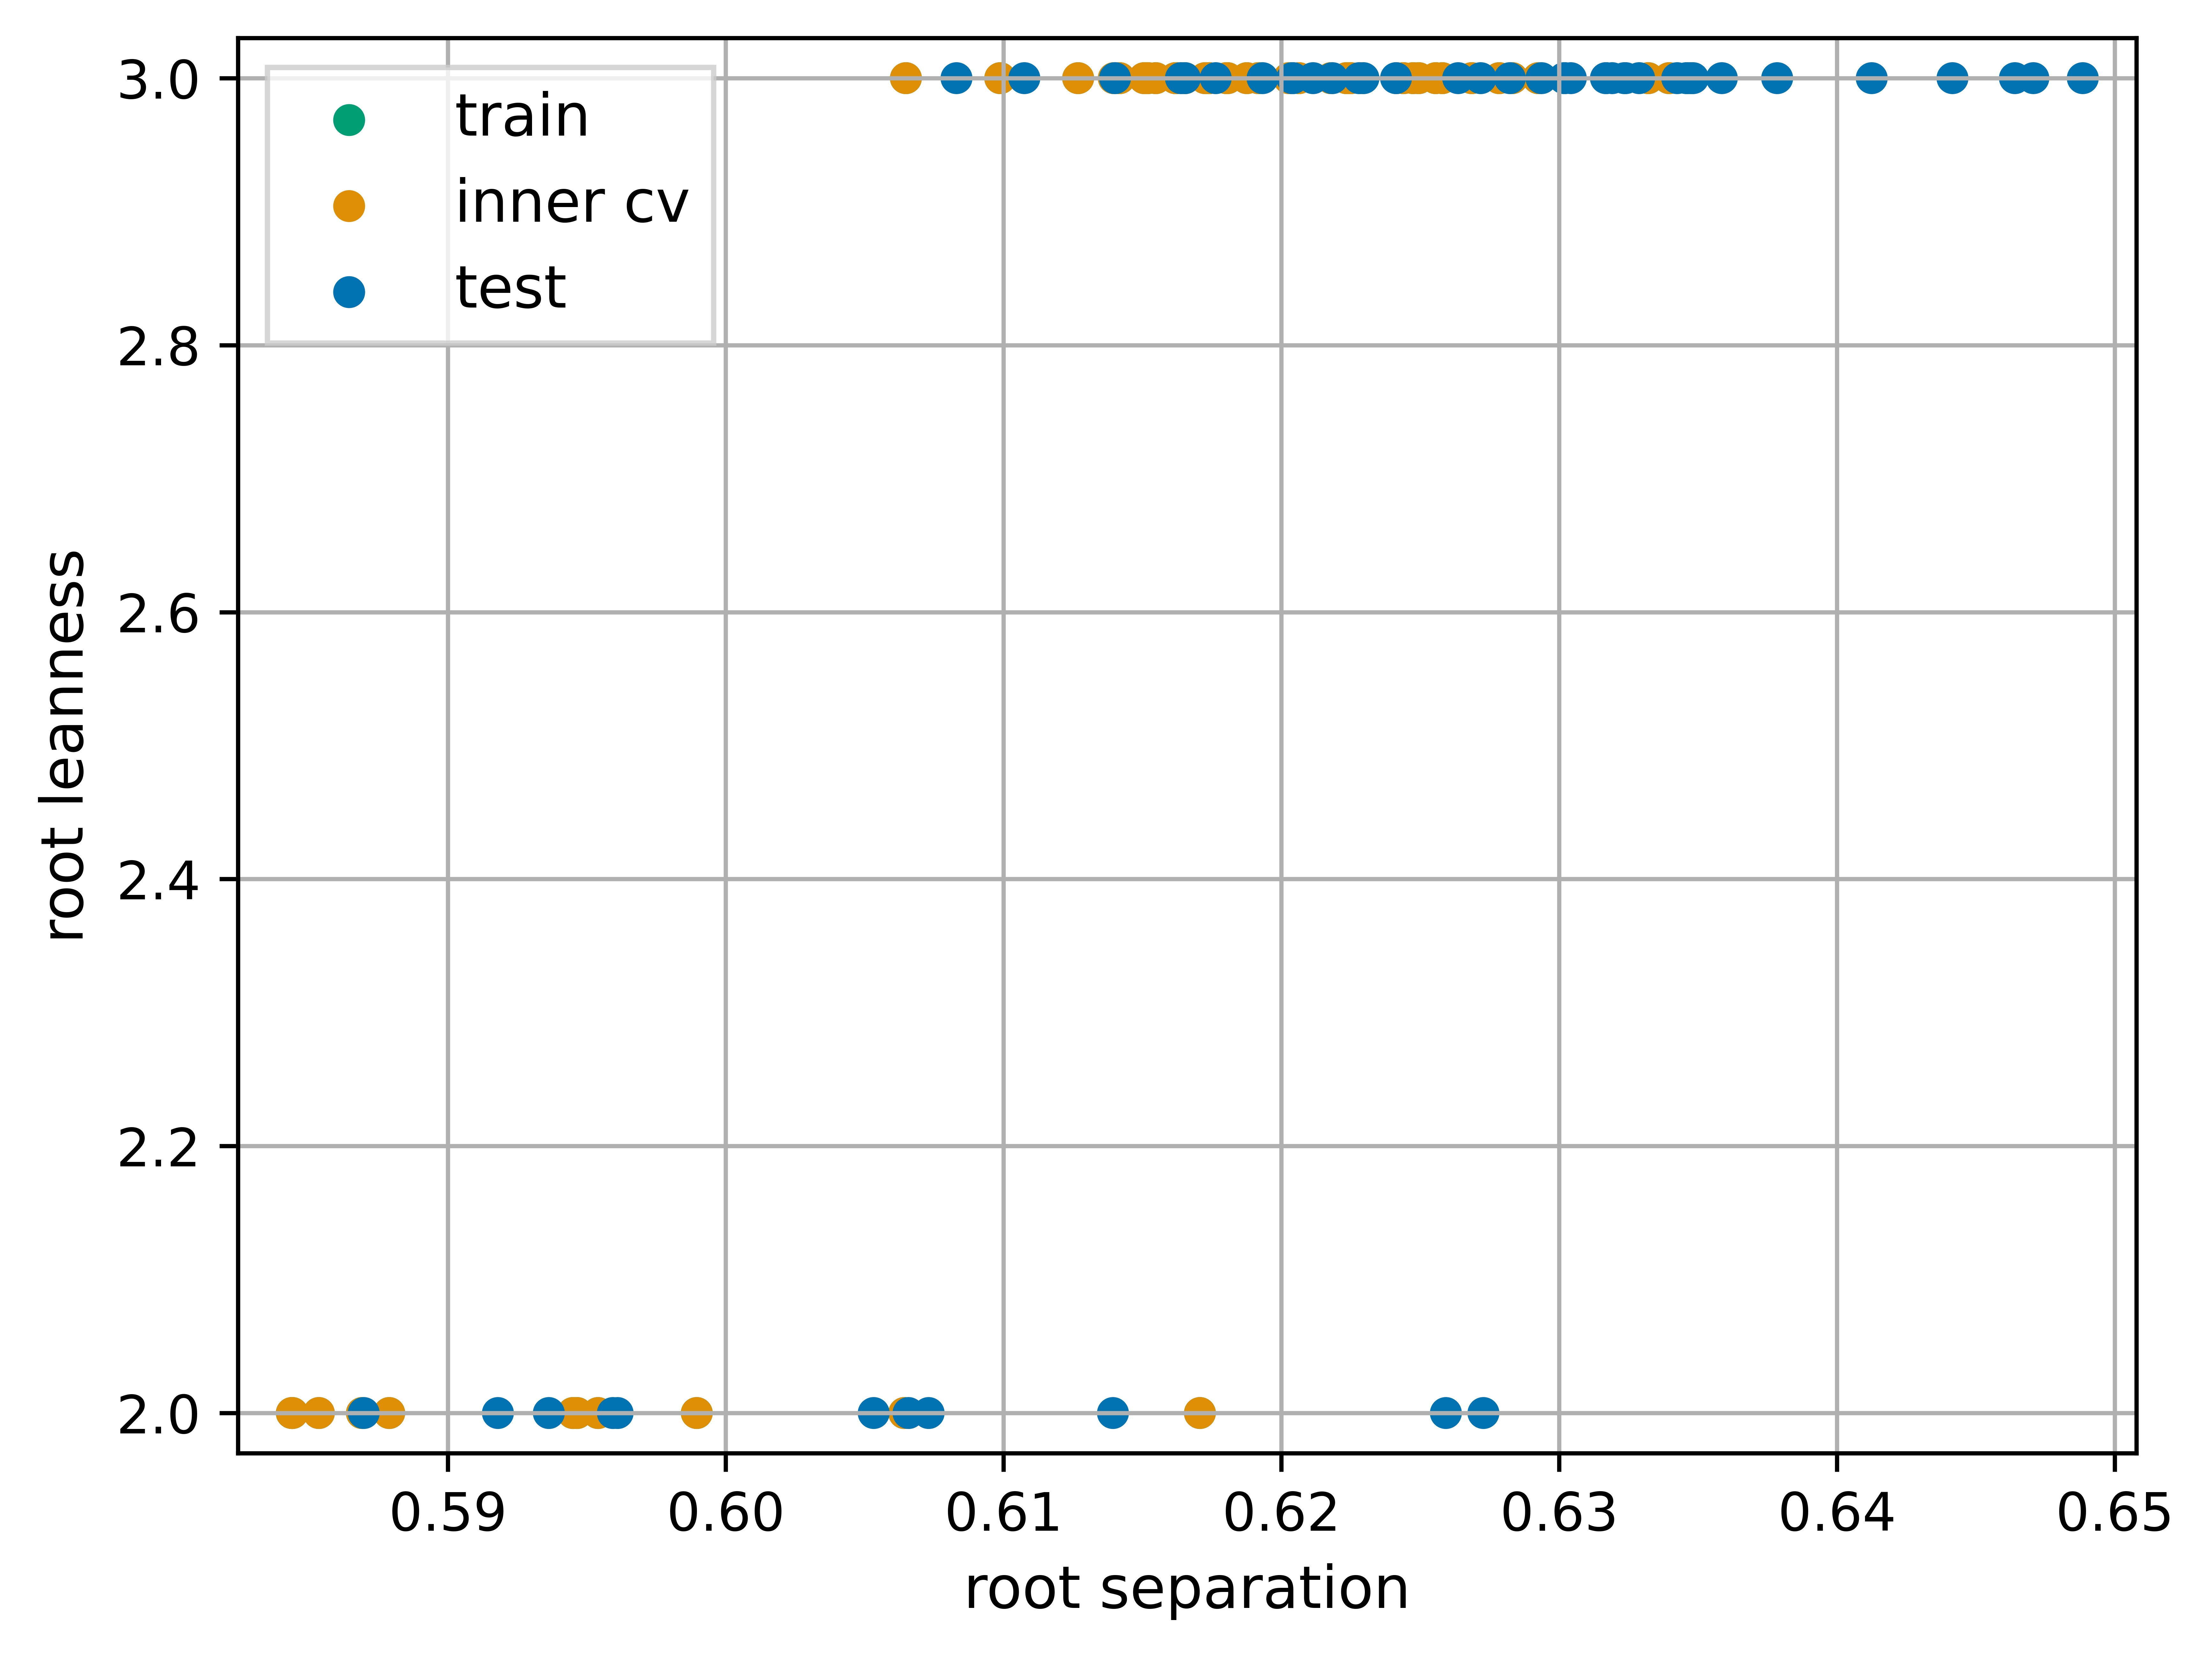 3.0
2.8
2.6
2.4
2.2
2.0
root leanness
train
inner cv
test
0.59 0.60 0.61 0.62 0.63 0.64 0.65
root separation